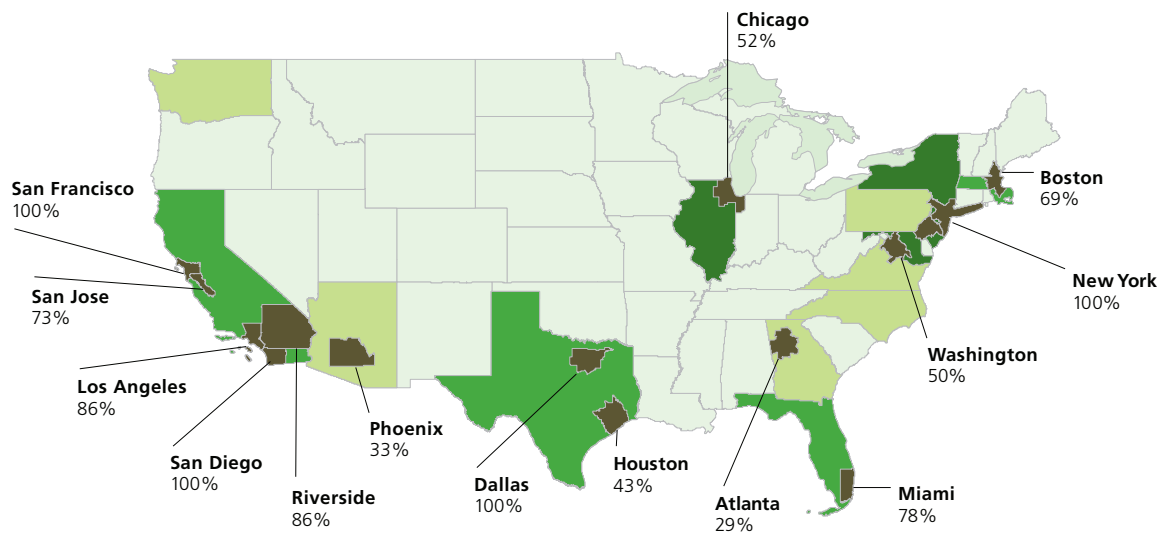 Chicago
52%
San Francisco
100%
Boston
69%
San Jose
73%
New York
100%
Washington
50%
Los Angeles
86%
Phoenix
33%
San Diego
100%
Riverside
86%
Dallas
100%
Houston
43%
Atlanta
29%
Miami
78%